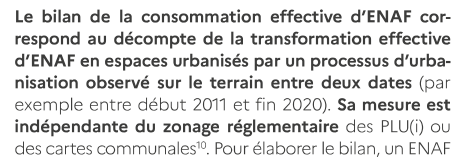 Le bilan de la consommation effective d’ENAF cor-
respond au décompte de la transformation effective
d’ENAF en espaces urbanisés par un processus d’urba-
nisation observé sur le terrain entre deux dates (par
exemple entre début 2011 et fin 2020). Sa mesure est
indépendante du zonage réglementaire des PLU(i) ou
des cartes communales¹⁰. Pour élaborer le bilan, un ENAF